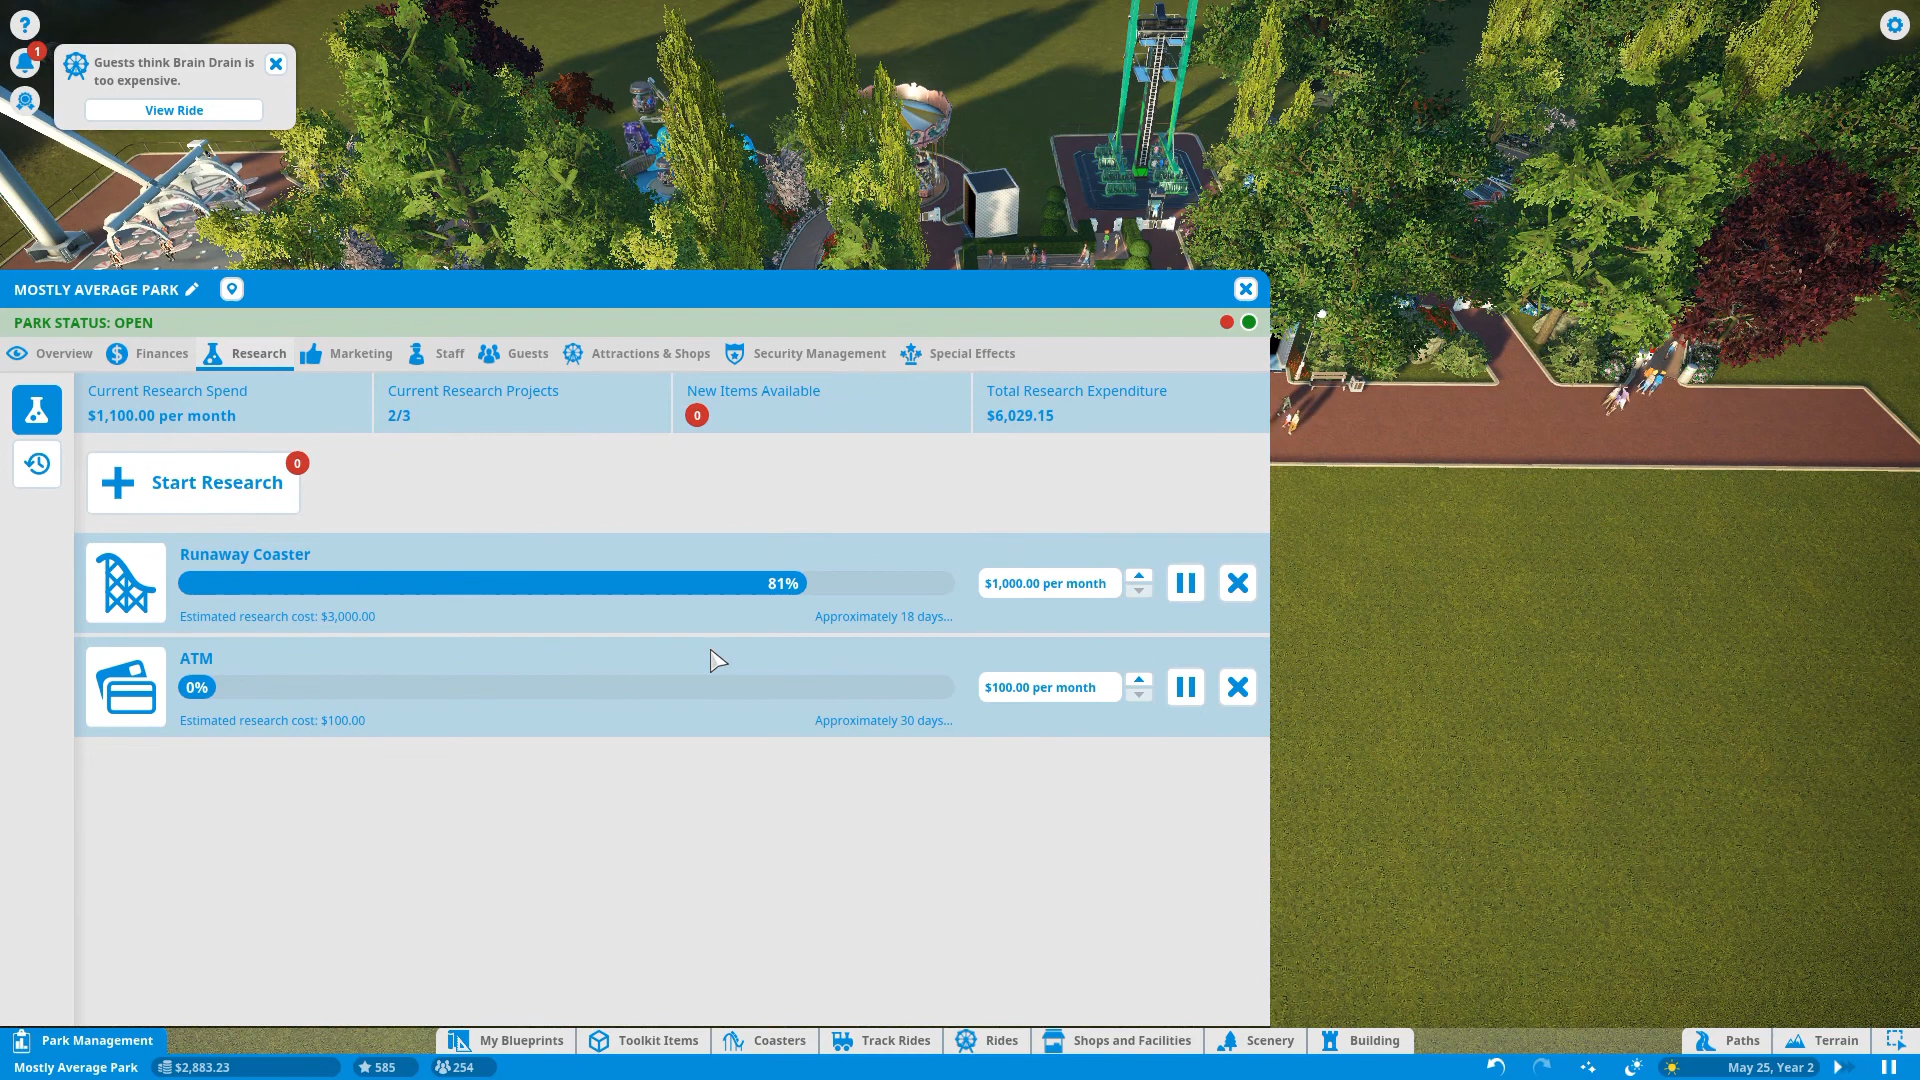 ?
1
Guests think Brain Drain is
too expensive.
View Ride
MOSTLY AVERAGE PARK
PARK STATUS: OPEN
Overview Finances Research Marketing Staff Guests Attractions & Shops Security Management Special Effects
Current Research Spend
$1,100.00 per month
Current Research Projects
2/3
New Items Available
0
Total Research Expenditure
$6,029.15
Start Research
0
Runaway Coaster
81%
$1,000.00 per month
Estimated research cost: $3,000.00
Approximately 18 days...
ATM
0%
$100.00 per month
Estimated research cost: $100.00
Approximately 30 days...
Park Management My Blueprints Toolkit Items Coasters Track Rides Rides Shops and Facilities Scenery Building Paths Terrain
Mostly Average Park $2,883.23 585 254 May 25, Year 2